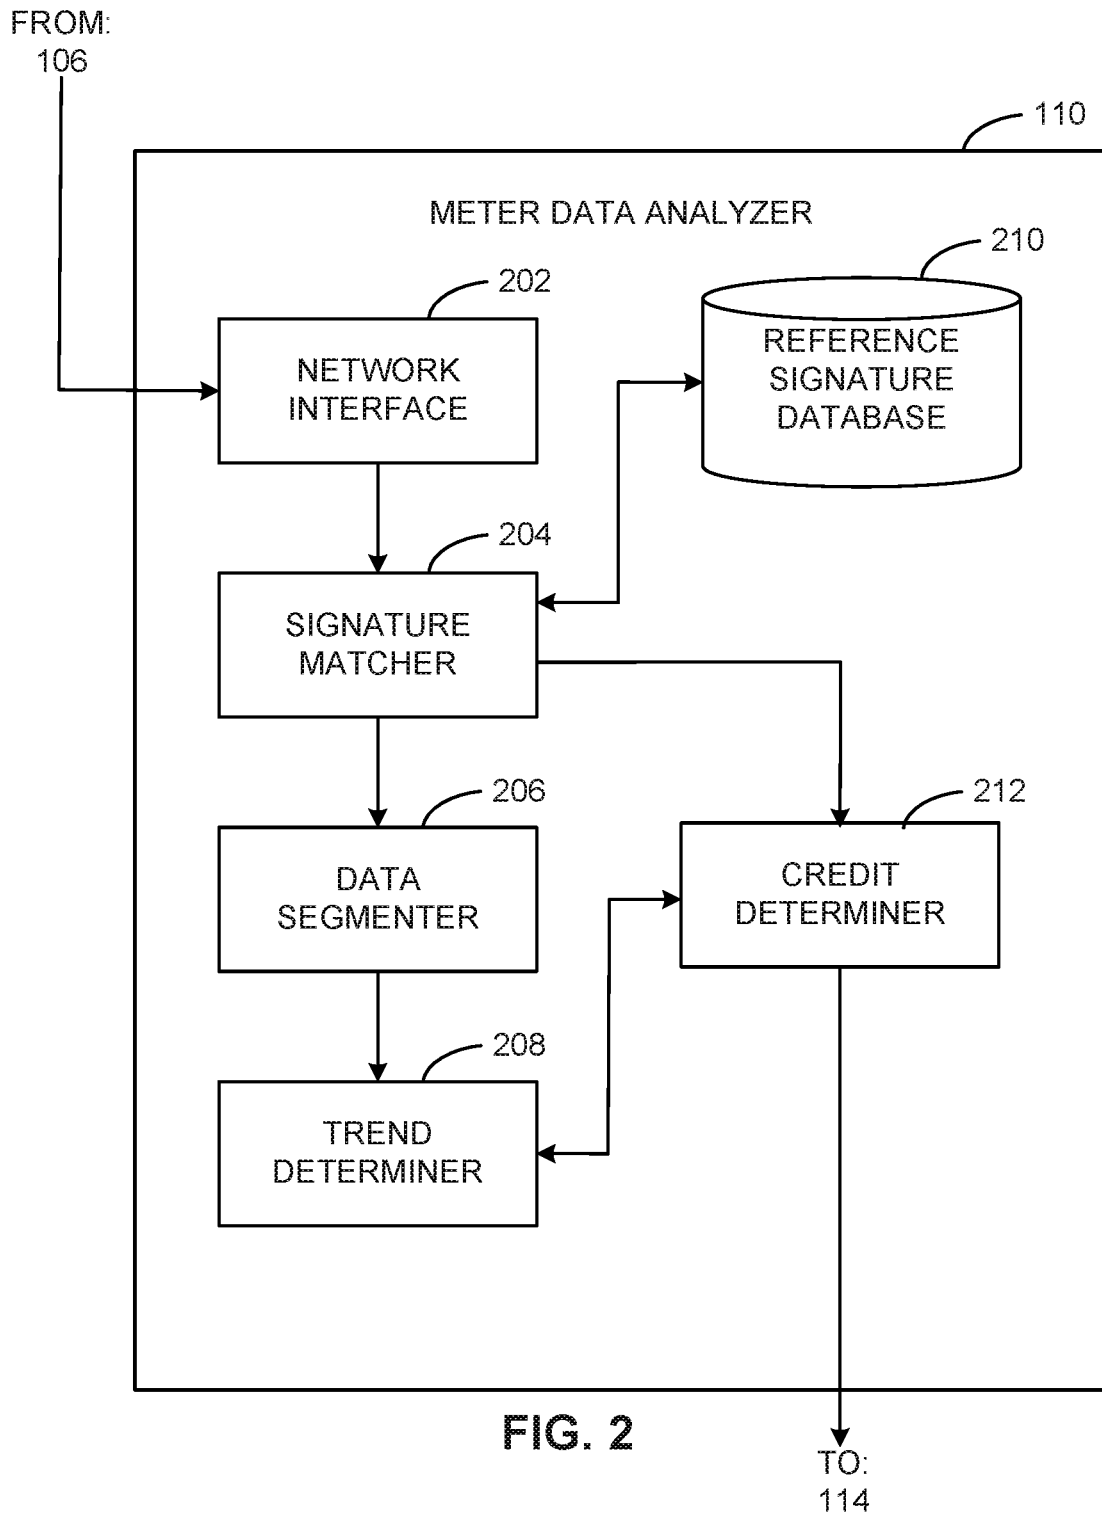 FROM:
106
110
METER DATA ANALYZER
210
202
REFERENCE
SIGNATURE
DATABASE
NETWORK
INTERFACE
204
SIGNATURE
MATCHER
206
212
DATA
SEGMENTER
CREDIT
DETERMINER
208
TREND
DETERMINER
FIG. 2
TO:
114